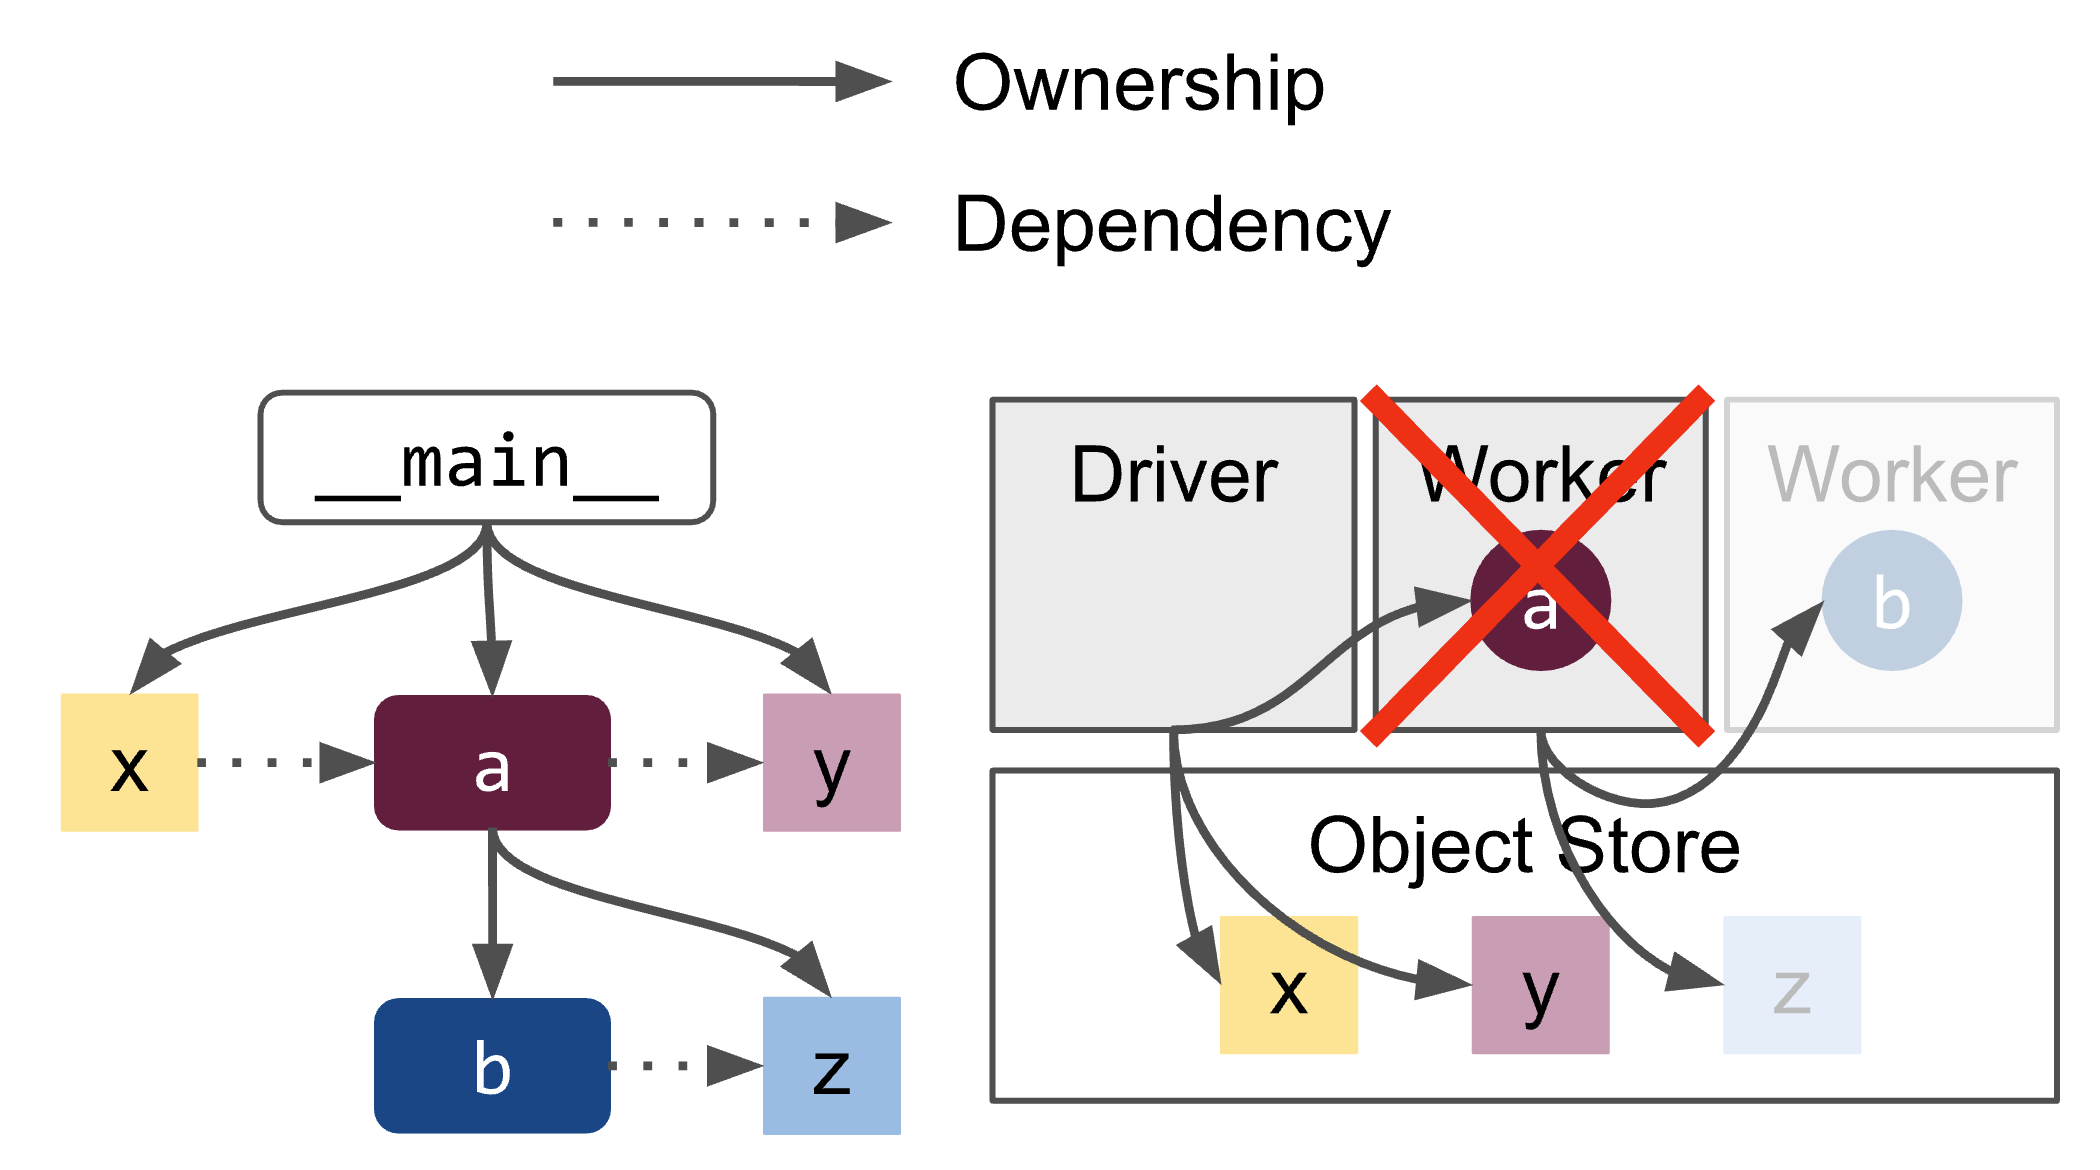 Ownership
Dependency
__main__
x
a
y
b
z
Driver
Worker
a
Worker
b
Object Store
x
y
z